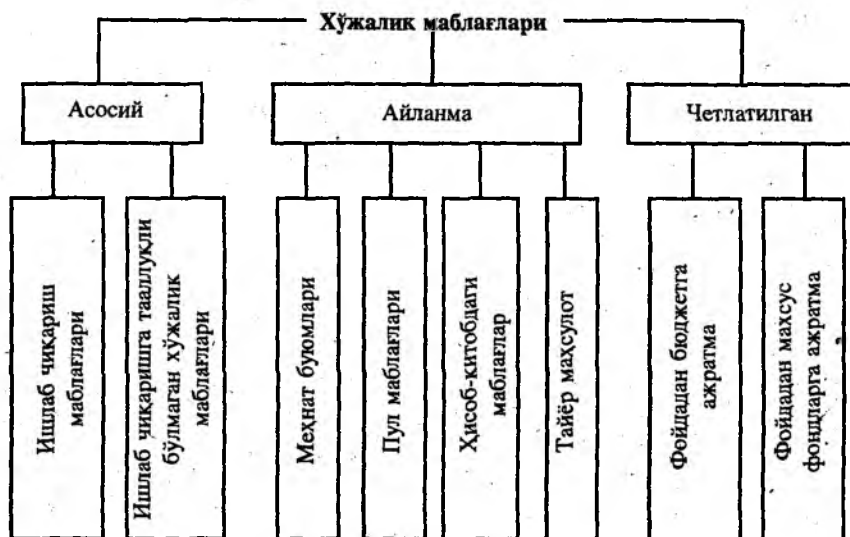 Хўжалик маблағлари
Асосий
Айланма
Четлатилган
Ишлаб чиқариш
маблағлари
Ишлаб чиқаришга тааллуқли
бўлмаган хўжалик
маблағлари
Меҳнат буюмлари
Пул маблағлари
Ҳисоб-китобдаги
маблағлар
Тайёр маҳсулот
Фойдадан бюджетга
ажратма
Фойдадан махсус
фондларга ажратма